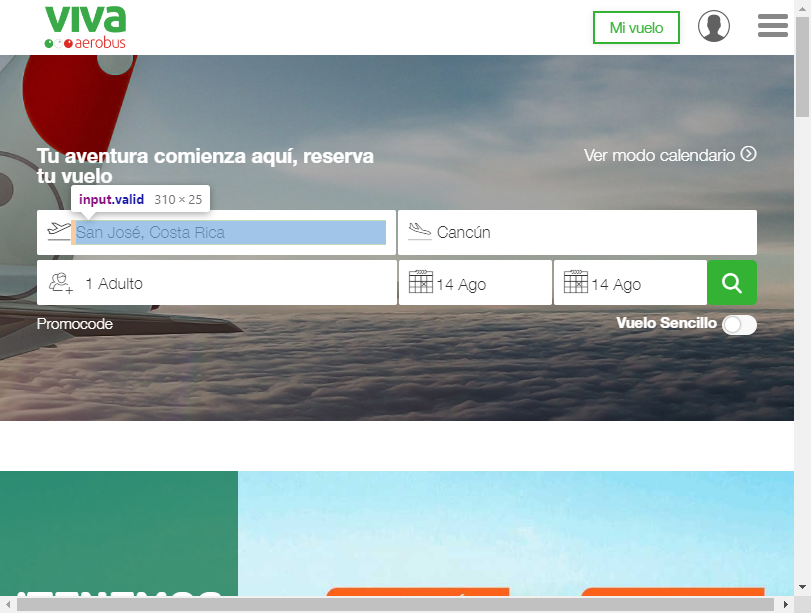 viva
aerobus
Mi vuelo
Tu aventura comienza aquí, reserva
tu vuelo
Ver modo calendario
input.valid 310 × 25
San José, Costa Rica
Cancún
1 Adulto
14 Ago
14 Ago
Promocode
Vuelo Sencillo